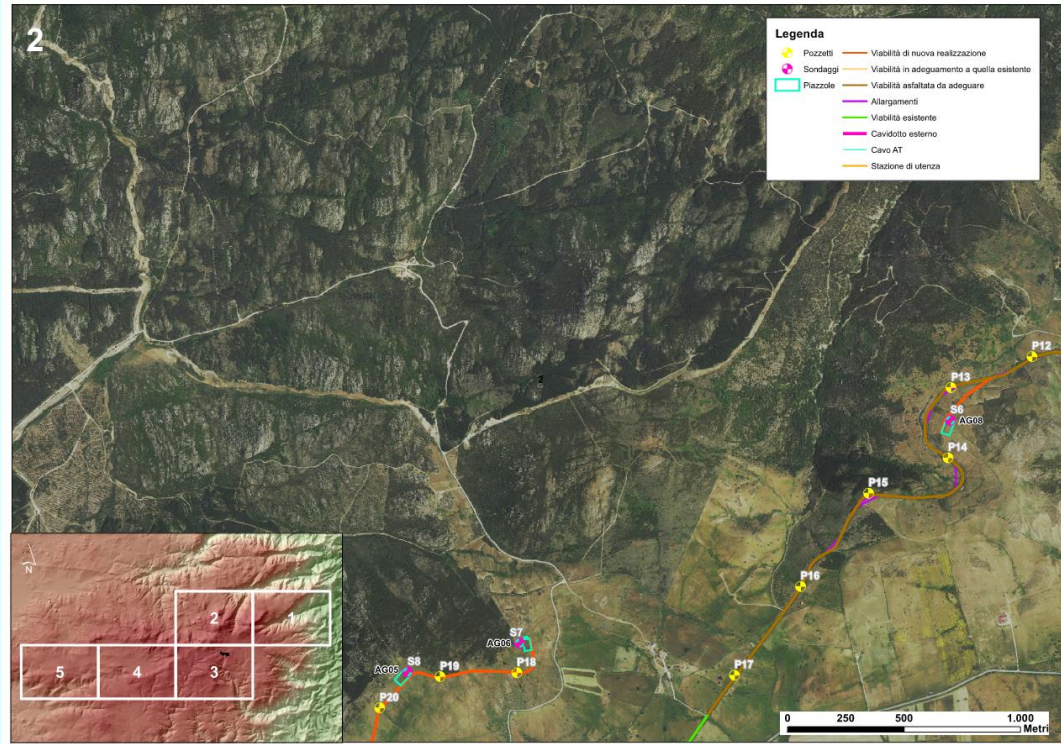 2
Legenda
Pozzetti
Sondaggi
Piazzole
Viabilità di nuova realizzazione
Viabilità in adeguamento a quella esistente
Viabilità asfaltata da adeguare
Allargamenti
Viabilità esistente
Cavidotto esterno
Cavo AT
Stazione di utenza
P12
P13
S6
AG08
P14
2
P15
P16
S7
AG06
S8
AG05
P19
P18
P17
P20
N
2
1
5
4
3
0 250 500 1.000
Metri